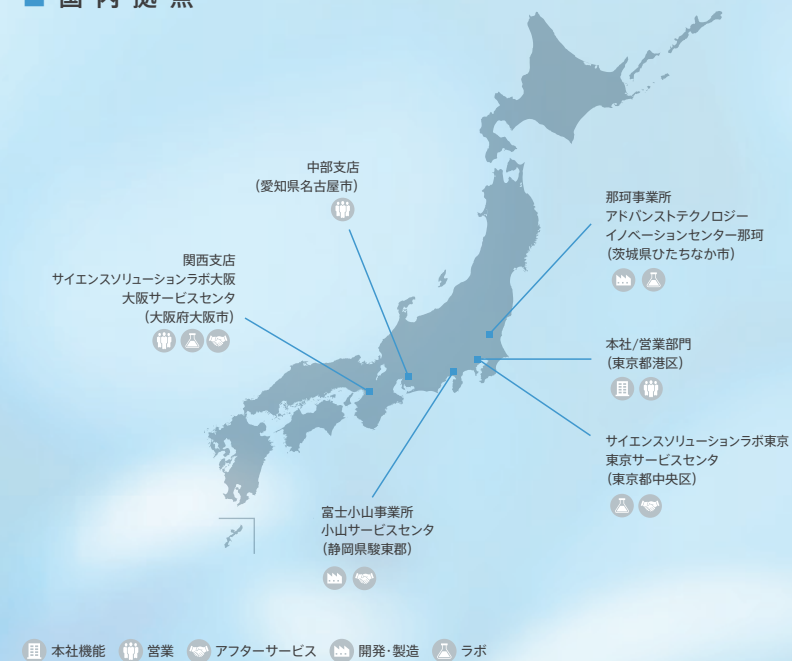 国内拠点
中部支店
(愛知県名古屋市)
関西支店
サイエンスソリューションラボ大阪
大阪サービスセンタ
(大阪府大阪市)
那珂事業所
アドバンストテクノロジー
イノベーションセンター那珂
(茨城県ひたちなか市)
本社/営業部門
(東京都港区)
サイエンスソリューションラボ東京
東京サービスセンタ
(東京都中央区)
富士小山事業所
小山サービスセンタ
(静岡県駿東郡)
本社機能 営業 アフターサービス 開発・製造 ラボ